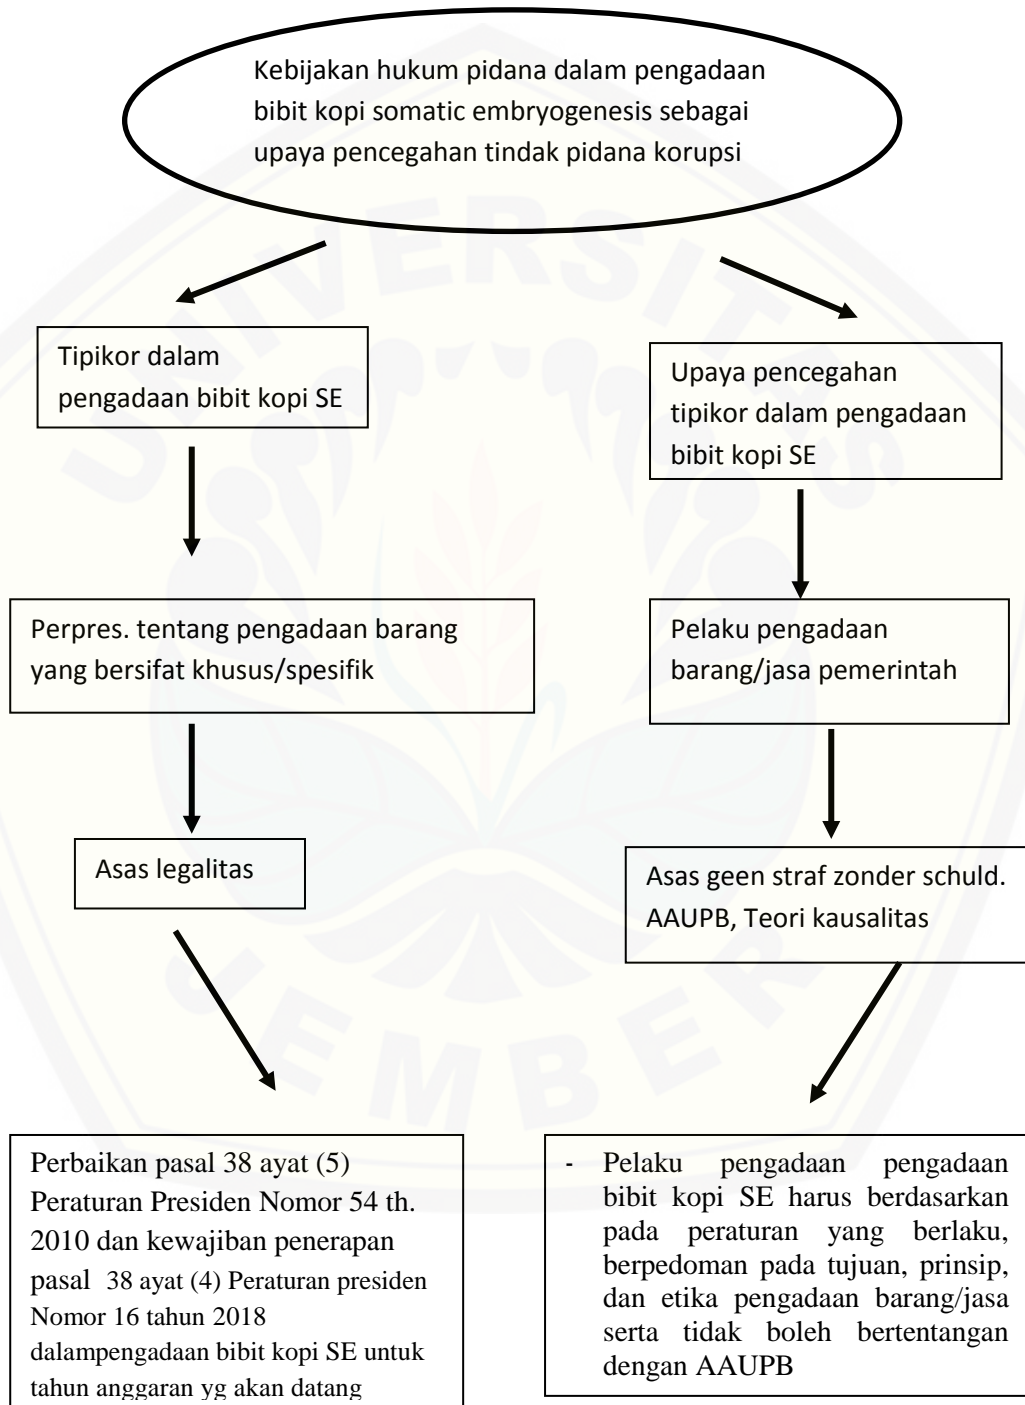 Kebijakan hukum pidana dalam pengadaan
bibit kopi somatic embryogenesis sebagai
upaya pencegahan tindak pidana korupsi
Tipikor dalam
pengadaan bibit kopi SE
Upaya pencegahan
tipikor dalam pengadaan
bibit kopi SE
Perpres. tentang pengadaan barang
yang bersifat khusus/spesifik
Pelaku pengadaan
barang/jasa pemerintah
Asas legalitas
Asas geen straf zonder schuld.
AAUPB, Teori kausalitas
Perbaikan pasal 38 ayat (5)
Peraturan Presiden Nomor 54 th.
2010 dan kewajiban penerapan
pasal 38 ayat (4) Peraturan presiden
Nomor 16 tahun 2018
dalampengadaan bibit kopi SE untuk
tahun anggaran yg akan datang
- Pelaku pengadaan pengadaan
bibit kopi SE harus berdasarkan
pada peraturan yang berlaku,
berpedoman pada tujuan, prinsip,
dan etika pengadaan barang/jasa
serta tidak boleh bertentangan
dengan AAUPB
UNIVERSITAS
JEMBER